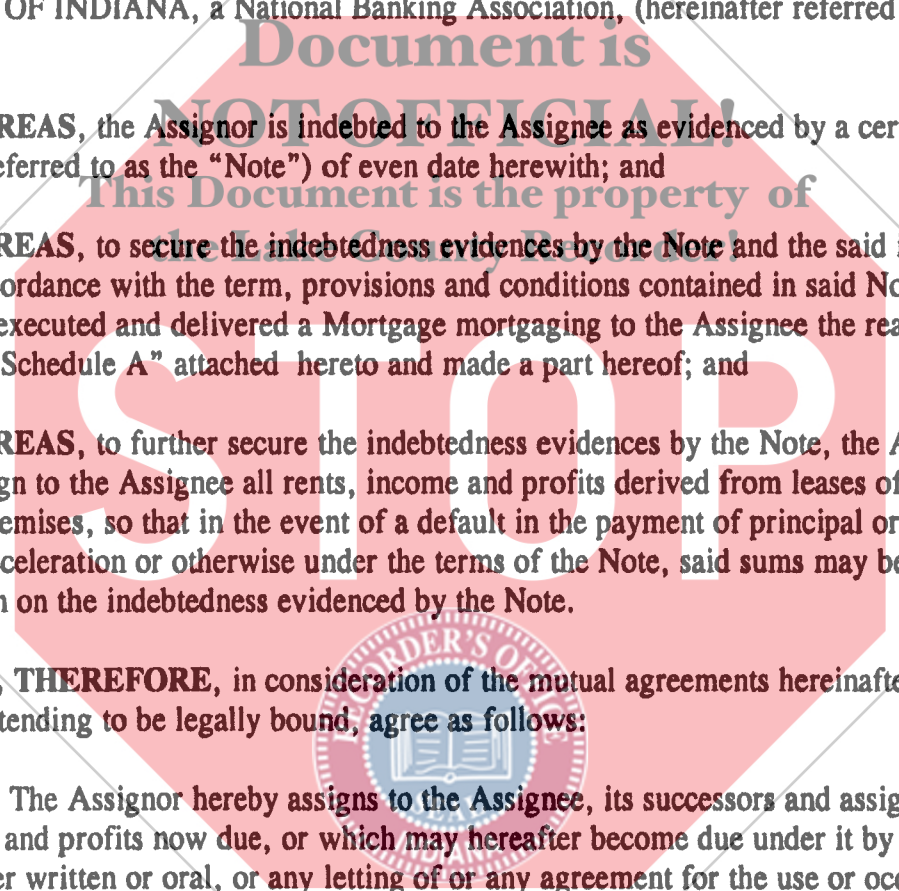 OF INDIANA, a National Banking Association, (hereinafter referred
Document is
NOT OFFICIAL!
REAS, the Assignor is indebted to the Assignee as evidenced by a cer
eferred to as the “Note”) of even date herewith; and
This Document is the property of
the Lake County Recorder!
REAS, to secure the indebtedness evidences by the Note and the said
ordance with the term, provisions and conditions contained in said No
executed and delivered a Mortgage mortgaging to the Assignee the rea
Schedule A” attached hereto and made a part hereof; and
STOP
REAS, to further secure the indebtedness evidences by the Note, the A
gn to the Assignee all rents, income and profits derived from leases of
emises, so that in the event of a default in the payment of principal or
celeration or otherwise under the terms of the Note, said sums may be
n on the indebtedness evidenced by the Note.
RECORDER'S OFFICE
, THEREFORE, in consideration of the mutual agreements hereinafte
tending to be legally bound, agree as follows:
The Assignor hereby assigns to the Assignee, its successors and assig
SEAL
and profits now due, or which may hereafter become due under it by
INDIANA
er written or oral, or any letting of or any agreement for the use or occ